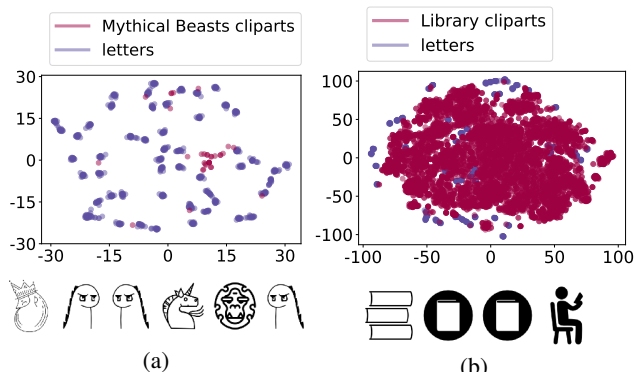 Mythical Beasts cliparts
letters
30
15
0
-15
-30
-30 -15 0 15 30
(a)
Library cliparts
letters
100
50
0
-50
-100
-100 -50 0 50 100
(b)